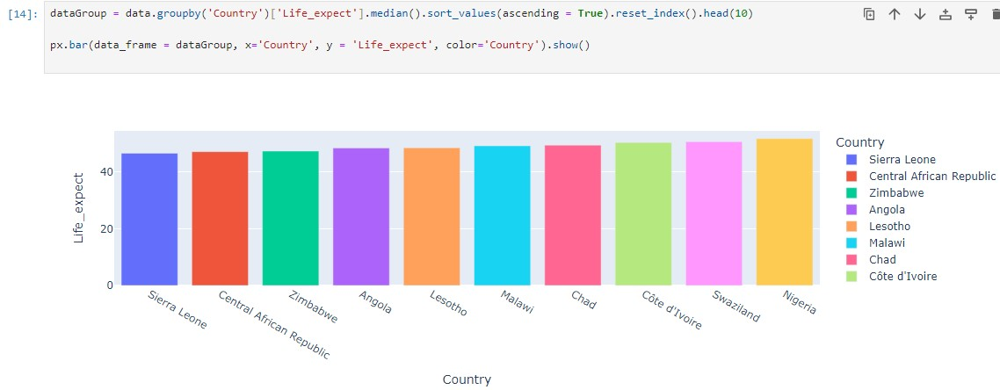 [14]: dataGroup = data.groupby('Country')['Life_expect'].median().sort_values(ascending = True).reset_index().head(10)
px.bar(data_frame = dataGroup, x='Country', y = 'Life_expect', color='Country').show()
Country
Sierra Leone
Central African Republic
Zimbabwe
Angola
Lesotho
Malawi
Chad
Côte d'Ivoire
Life_expect
40
20
0
Sierra Leone
Central African Republic
Zimbabwe
Angola
Lesotho
Malawi
Chad
Côte d'Ivoire
Swaziland
Nigeria
Country